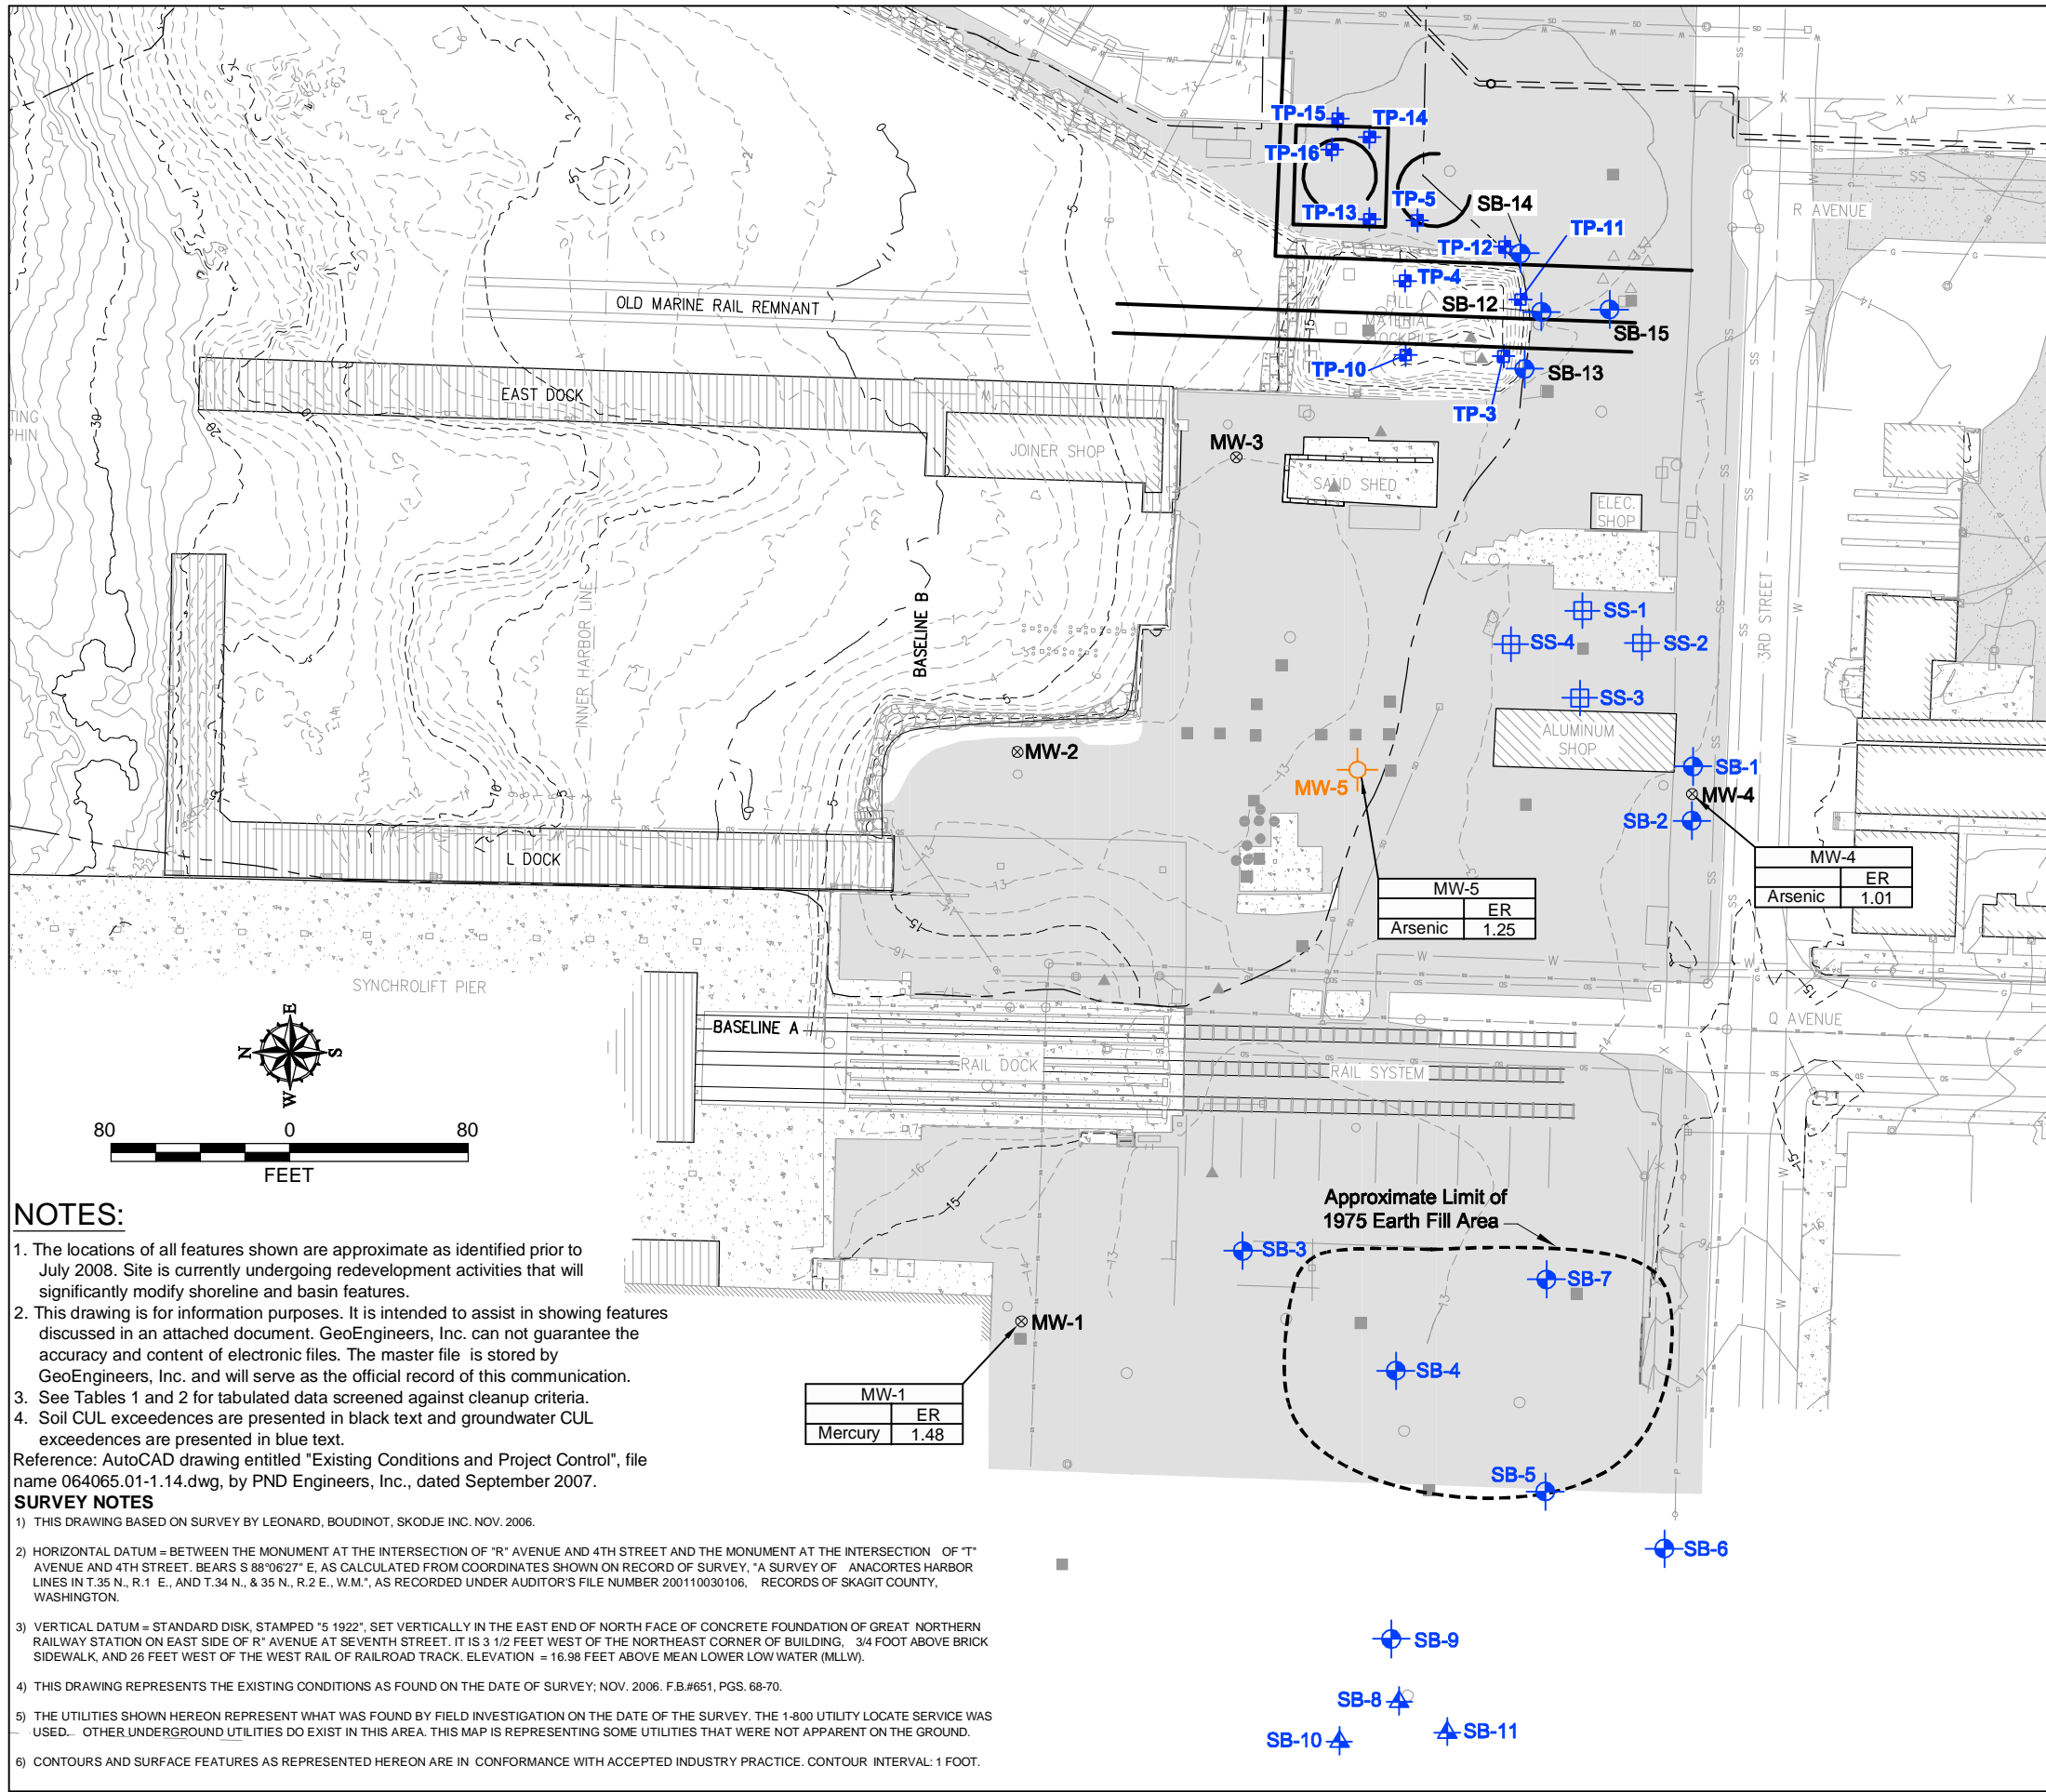 TP-15
TP-14
TP-16
TP-13
TP-5
SB-14
TP-11
TP-12
TP-4
FILL
MATERIAL
SB-12
SB-15
TP-10
SB-13
TP-3
R AVENUE
OLD MARINE RAIL REMNANT
EAST DOCK
JOINER SHOP
MW-3
SAND SHED
ELEC.
SHOP
INNER HARBOR LINE
BASELINE B
3RD STREET
SS-1
SS-4
SS-2
SS-3
ALUMINUM
SHOP
MW-2
MW-5
SB-1
MW-4
SB-2
L DOCK
MW-4
ER
Arsenic 1.01
MW-5
ER
Arsenic 1.25
SYNCHROLIFT PIER
Q AVENUE
BASELINE A
RAIL DOCK
RAIL SYSTEM
E
N
S
W
80 0 80
FEET
Approximate Limit of
1975 Earth Fill Area
SB-3
SB-7
MW-1
SB-4
MW-1
ER
Mercury 1.48
SB-5
SB-6
SB-9
SB-8
SB-10
SB-11
NOTES:
1. The locations of all features shown are approximate as identified prior to
July 2008. Site is currently undergoing redevelopment activities that will
significantly modify shoreline and basin features.
2. This drawing is for information purposes. It is intended to assist in showing features
discussed in an attached document. GeoEngineers, Inc. can not guarantee the
accuracy and content of electronic files. The master file is stored by
GeoEngineers, Inc. and will serve as the official record of this communication.
3. See Tables 1 and 2 for tabulated data screened against cleanup criteria.
4. Soil CUL exceedences are presented in black text and groundwater CUL
exceedences are presented in blue text.
Reference: AutoCAD drawing entitled "Existing Conditions and Project Control", file
name 064065.01-1.14.dwg, by PND Engineers, Inc., dated September 2007.
SURVEY NOTES
1) THIS DRAWING BASED ON SURVEY BY LEONARD, BOUDINOT, SKODJE INC. NOV. 2006.
2) HORIZONTAL DATUM = BETWEEN THE MONUMENT AT THE INTERSECTION OF "R" AVENUE AND 4TH STREET AND THE MONUMENT AT THE INTERSECTION OF "T"
AVENUE AND 4TH STREET. BEARS S 88°06'27" E, AS CALCULATED FROM COORDINATES SHOWN ON RECORD OF SURVEY, "A SURVEY OF ANACORTES HARBOR
LINES IN T.35 N., R.1 E., AND T.34 N., & 35 N., R.2 E., W.M.", AS RECORDED UNDER AUDITOR'S FILE NUMBER 200110030106, RECORDS OF SKAGIT COUNTY,
WASHINGTON.
3) VERTICAL DATUM = STANDARD DISK, STAMPED "5 1922", SET VERTICALLY IN THE EAST END OF NORTH FACE OF CONCRETE FOUNDATION OF GREAT NORTHERN
RAILWAY STATION ON EAST SIDE OF R" AVENUE AT SEVENTH STREET. IT IS 3 1/2 FEET WEST OF THE NORTHEAST CORNER OF BUILDING, 3/4 FOOT ABOVE BRICK
SIDEWALK, AND 26 FEET WEST OF THE WEST RAIL OF RAILROAD TRACK. ELEVATION = 16.98 FEET ABOVE MEAN LOWER LOW WATER (MLLW).
4) THIS DRAWING REPRESENTS THE EXISTING CONDITIONS AS FOUND ON THE DATE OF SURVEY; NOV. 2006. F.B.#651, PGS. 68-70.
5) THE UTILITIES SHOWN HEREON REPRESENT WHAT WAS FOUND BY FIELD INVESTIGATION ON THE DATE OF THE SURVEY. THE 1-800 UTILITY LOCATE SERVICE WAS
USED. OTHER UNDERGROUND UTILITIES DO EXIST IN THIS AREA. THIS MAP IS REPRESENTING SOME UTILITIES THAT WERE NOT APPARENT ON THE GROUND.
6) CONTOURS AND SURFACE FEATURES AS REPRESENTED HEREON ARE IN CONFORMANCE WITH ACCEPTED INDUSTRY PRACTICE. CONTOUR INTERVAL: 1 FOOT.